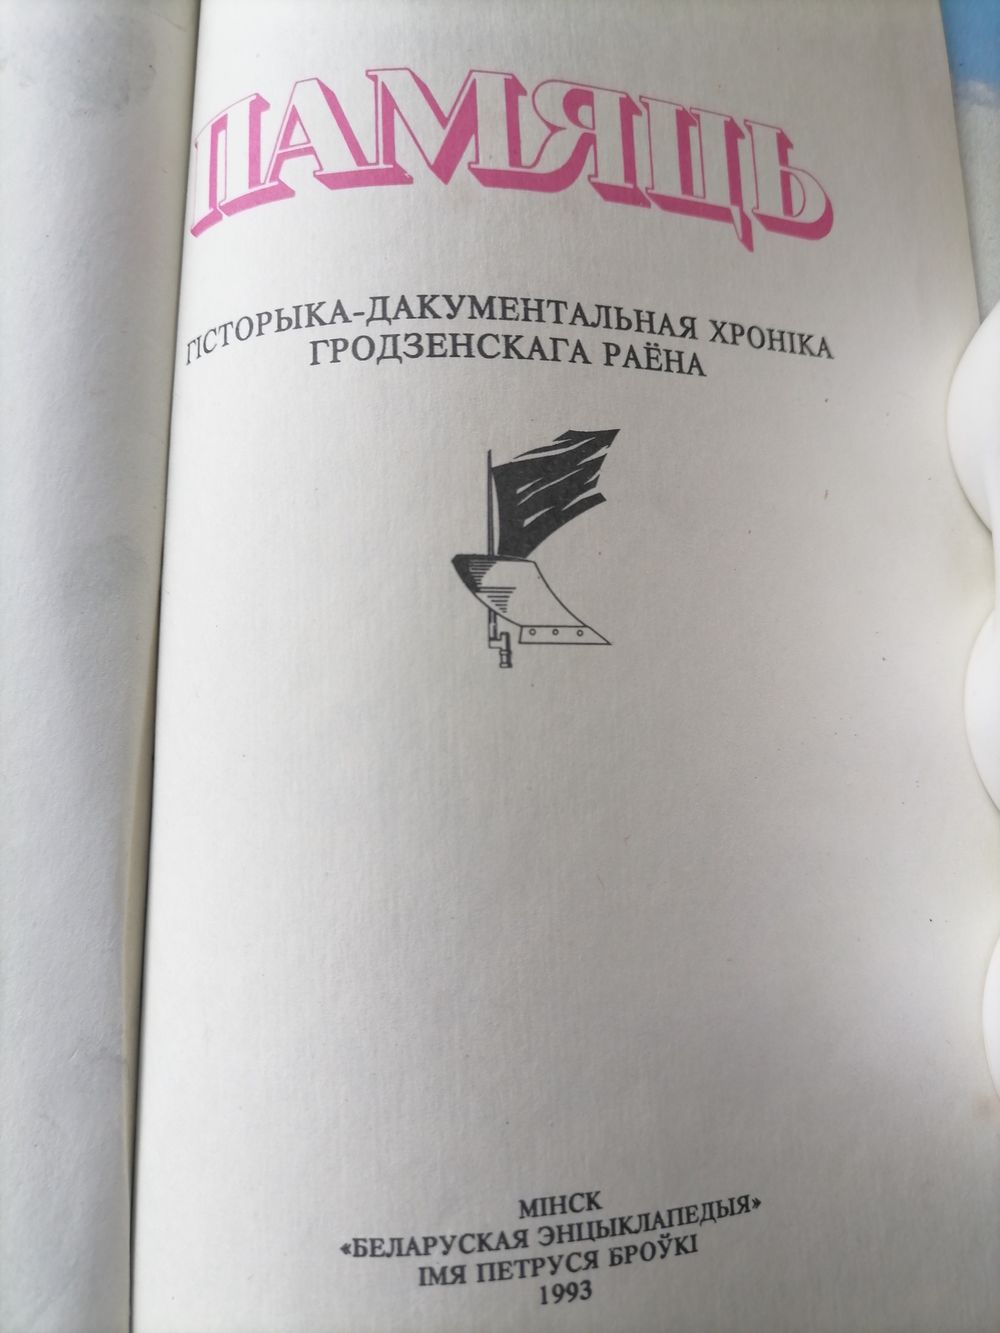 ПАМЯЦЬ
ГІСТОРЫКА-ДАКУМЕНТАЛЬНАЯ ХРОНІКА
ГРОДЗЕНСКАГА РАЁНА
МІНСК
«БЕЛАРУСКАЯ ЭНЦЫКЛАПЕДЫЯ»
ІМЯ ПЕТРУСЯ БРОЎКІ
1993